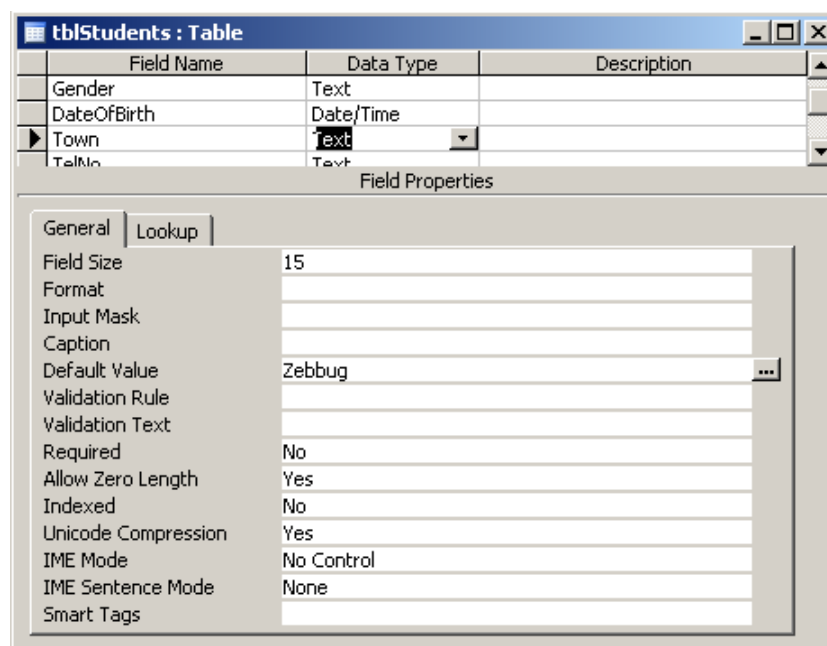 tblStudents : Table
Field Name Data Type Description
Gender Text
DateOfBirth Date/Time
Town Text
TelNo Text
Field Properties
General Lookup
Field Size 15
Format
Input Mask
Caption
Default Value Zebbug ...
Validation Rule
Validation Text
Required No
Allow Zero Length Yes
Indexed No
Unicode Compression Yes
IME Mode No Control
IME Sentence Mode None
Smart Tags